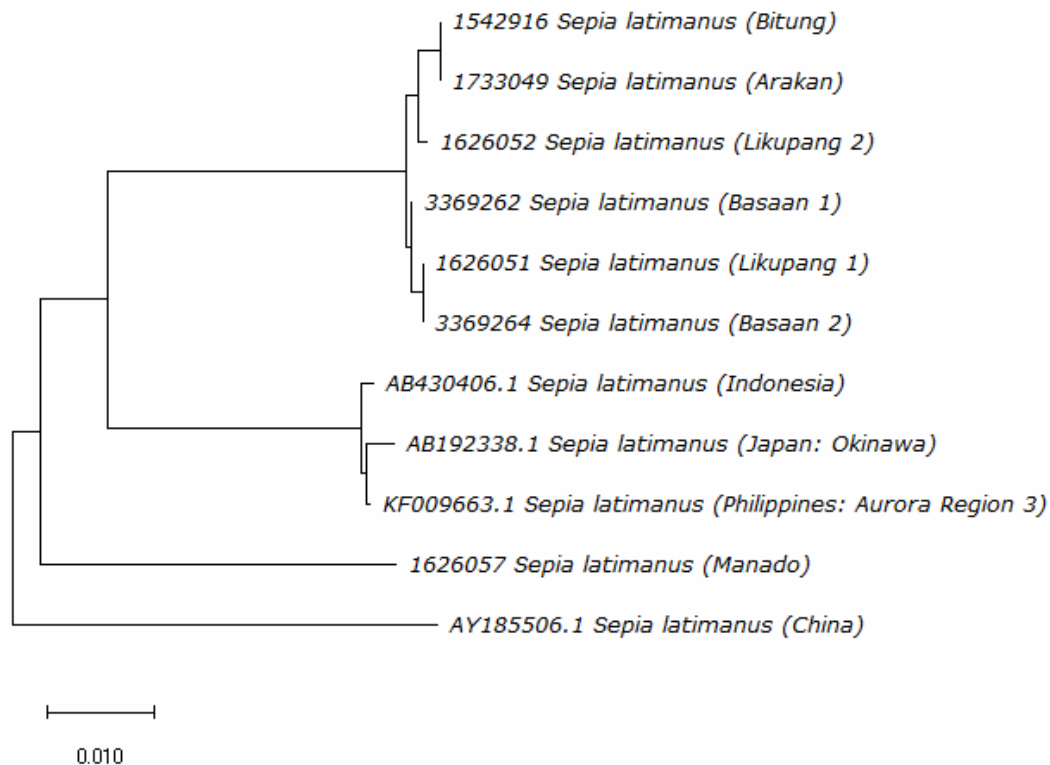 1542916 Sepia latimanus (Bitung)
1733049 Sepia latimanus (Arakan)
1626052 Sepia latimanus (Likupang 2)
3369262 Sepia latimanus (Basaan 1)
1626051 Sepia latimanus (Likupang 1)
3369264 Sepia latimanus (Basaan 2)
AB430406.1 Sepia latimanus (Indonesia)
AB192338.1 Sepia latimanus (Japan: Okinawa)
KF009663.1 Sepia latimanus (Philippines: Aurora Region 3)
1626057 Sepia latimanus (Manado)
AY185506.1 Sepia latimanus (China)
0.010